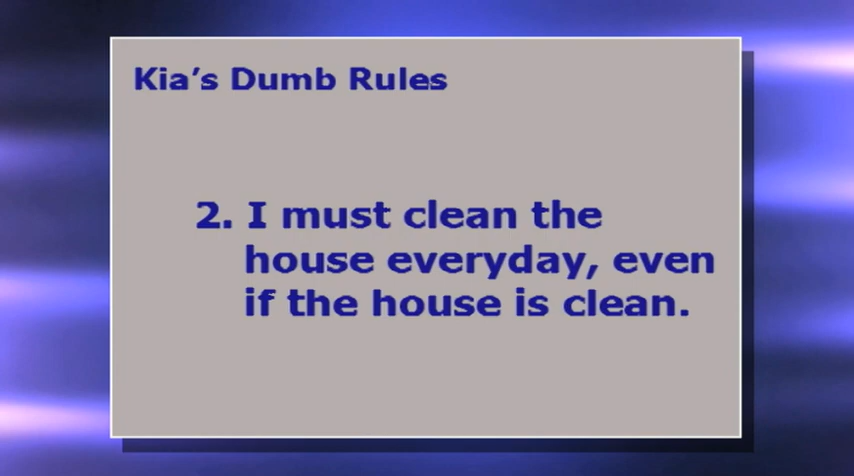 Kia’s Dumb Rules
2. I must clean the
house everyday, even
if the house is clean.